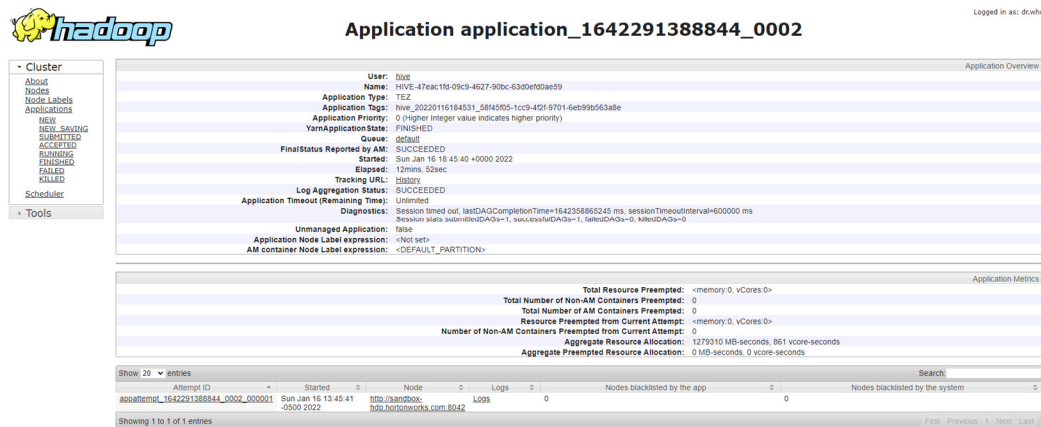 Logged in as: dr.who
hadoop
Application application_1642291388844_0002
Cluster
About
Nodes
Node Labels
Applications
NEW
NEW_SAVING
SUBMITTED
ACCEPTED
RUNNING
FINISHED
FAILED
KILLED
Scheduler
Tools
Application Overview
User: hive
Name: HIVE-47eac1fd-09c9-4627-90bc-63d0efd0ae59
Application Type: TEZ
Application Tags: hive_20220116184531_58f45f05-1cc9-4f2f-9701-6eb99b563a8e
Application Priority: 0 (Higher Integer value indicates higher priority)
YarnApplicationState: FINISHED
Queue: default
FinalStatus Reported by AM: SUCCEEDED
Started: Sun Jan 16 18:45:40 +0000 2022
Elapsed: 12mins, 52sec
Tracking URL: History
Log Aggregation Status: SUCCEEDED
Application Timeout (Remaining Time): Unlimited
Diagnostics: Session timed out, lastDAGCompletionTime=1642358865245 ms, sessionTimeoutInterval=600000 ms
Session stats:submittedDAGs=1, successfulDAGs=1, failedDAGs=0, killedDAGs=0
Unmanaged Application: false
Application Node Label expression: <Not set>
AM container Node Label expression: <DEFAULT_PARTITION>
Application Metrics
Total Resource Preempted: <memory:0, vCores:0>
Total Number of Non-AM Containers Preempted: 0
Total Number of AM Containers Preempted: 0
Resource Preempted from Current Attempt: <memory:0, vCores:0>
Number of Non-AM Containers Preempted from Current Attempt: 0
Aggregate Resource Allocation: 1279310 MB-seconds, 861 vcore-seconds
Aggregate Preempted Resource Allocation: 0 MB-seconds, 0 vcore-seconds
Show 20 entries Search:
Attempt ID Started Node Logs Nodes blacklisted by the app Nodes blacklisted by the system
appattempt_1642291388844_0002_000001 Sun Jan 16 13:45:41 http://sandbox- Logs 0 0
-0500 2022 hdp.hortonworks.com:8042
Showing 1 to 1 of 1 entries First Previous 1 Next Last